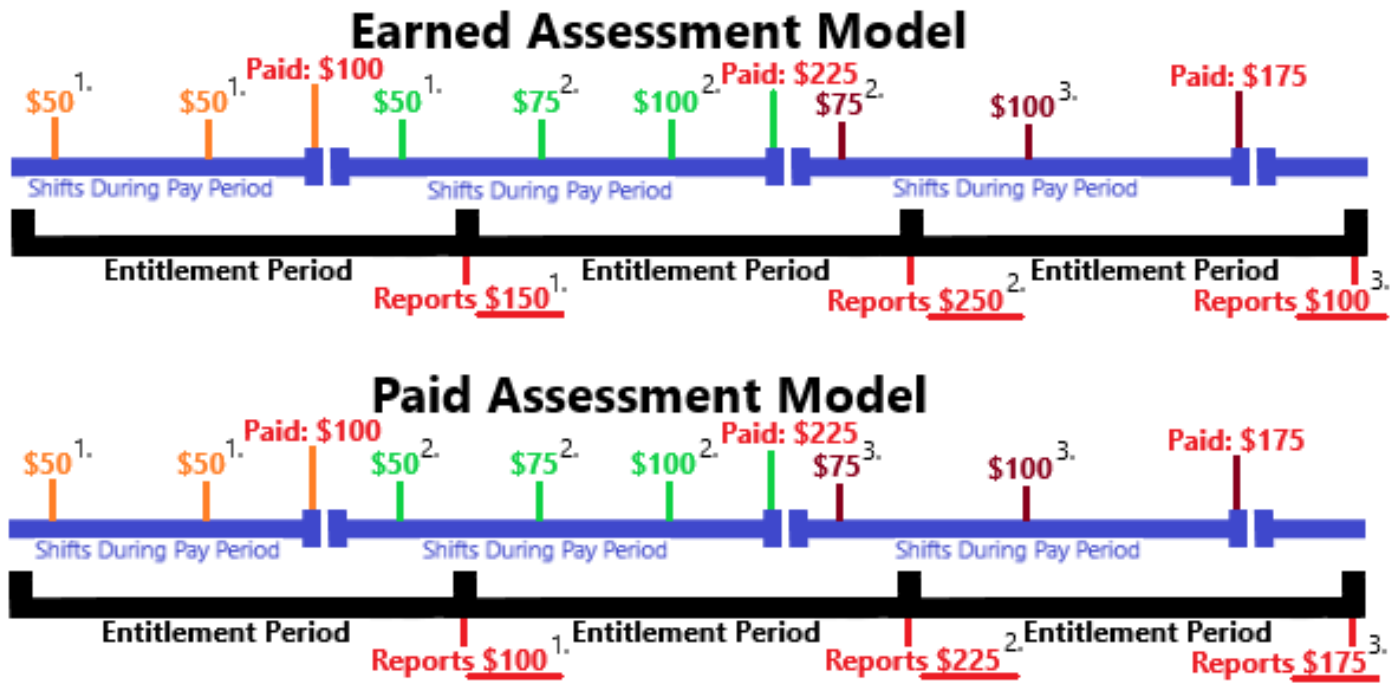 Earned Assessment Model
$50 1. $50 1. Paid: $100 $50 1. $75 2. $100 2. Paid: $225 $75 2. $100 3. Paid: $175
Shifts During Pay Period Shifts During Pay Period Shifts During Pay Period
Entitlement Period Entitlement Period Entitlement Period
Reports $150 1. Reports $250 2. Reports $100 3.
Paid Assessment Model
$50 1. $50 1. Paid: $100 $50 2. $75 2. $100 2. Paid: $225 $75 3. $100 3. Paid: $175
Shifts During Pay Period Shifts During Pay Period Shifts During Pay Period
Entitlement Period Entitlement Period Entitlement Period
Reports $100 1. Reports $225 2. Reports $175 3.